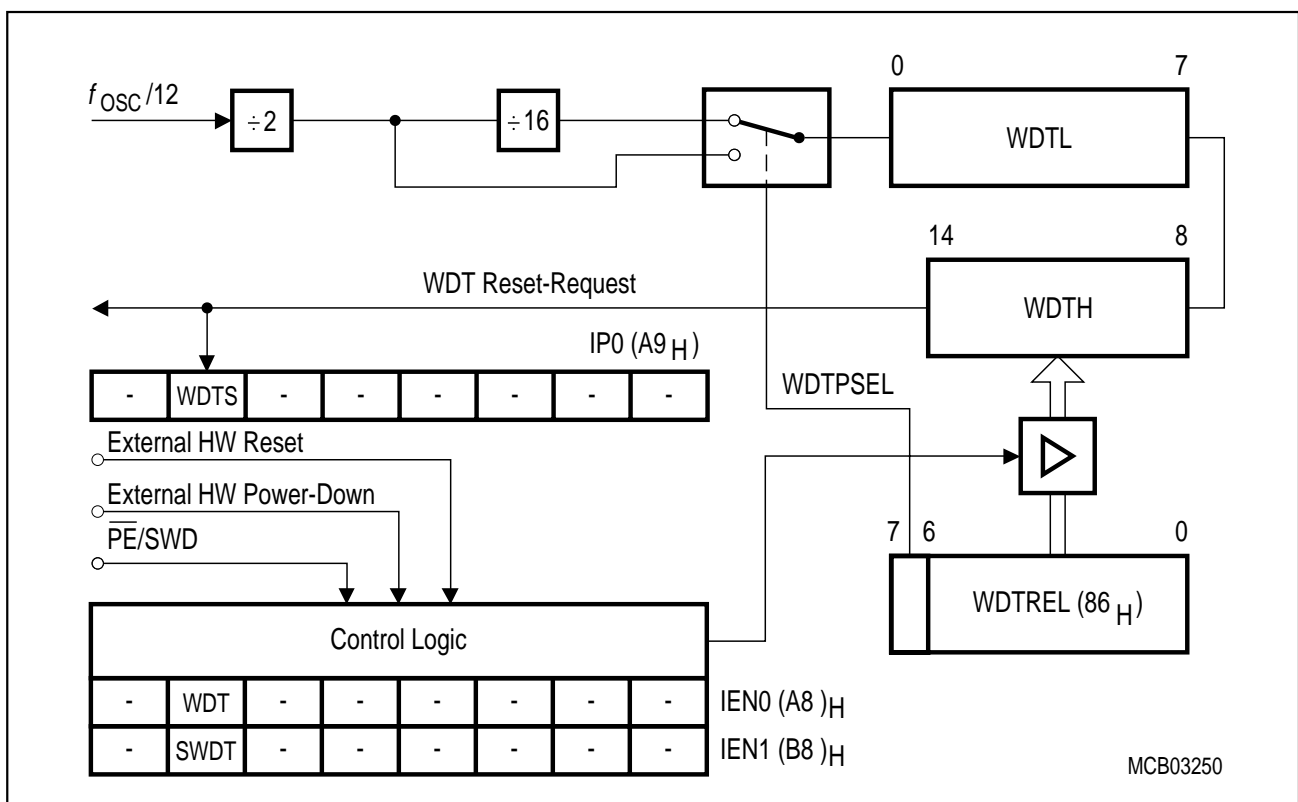 f OSC /12
÷2
÷16
0 7
WDTL
14 8
WDTH
WDT Reset-Request
IP0 (A9 H )
- WDTS - - - - - -
WDTPSEL
External HW Reset
External HW Power-Down
P̅E̅/SWD
7 6 0
WDTREL (86 H )
Control Logic
- WDT - - - - - -
IEN0 (A8 )H
- SWDT - - - - - -
IEN1 (B8 )H
MCB03250